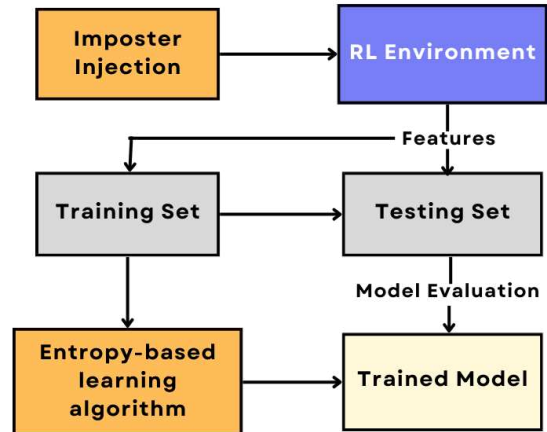 Imposter
Injection
RL Environment
Features
Training Set
Testing Set
Model Evaluation
Entropy-based
learning
algorithm
Trained Model